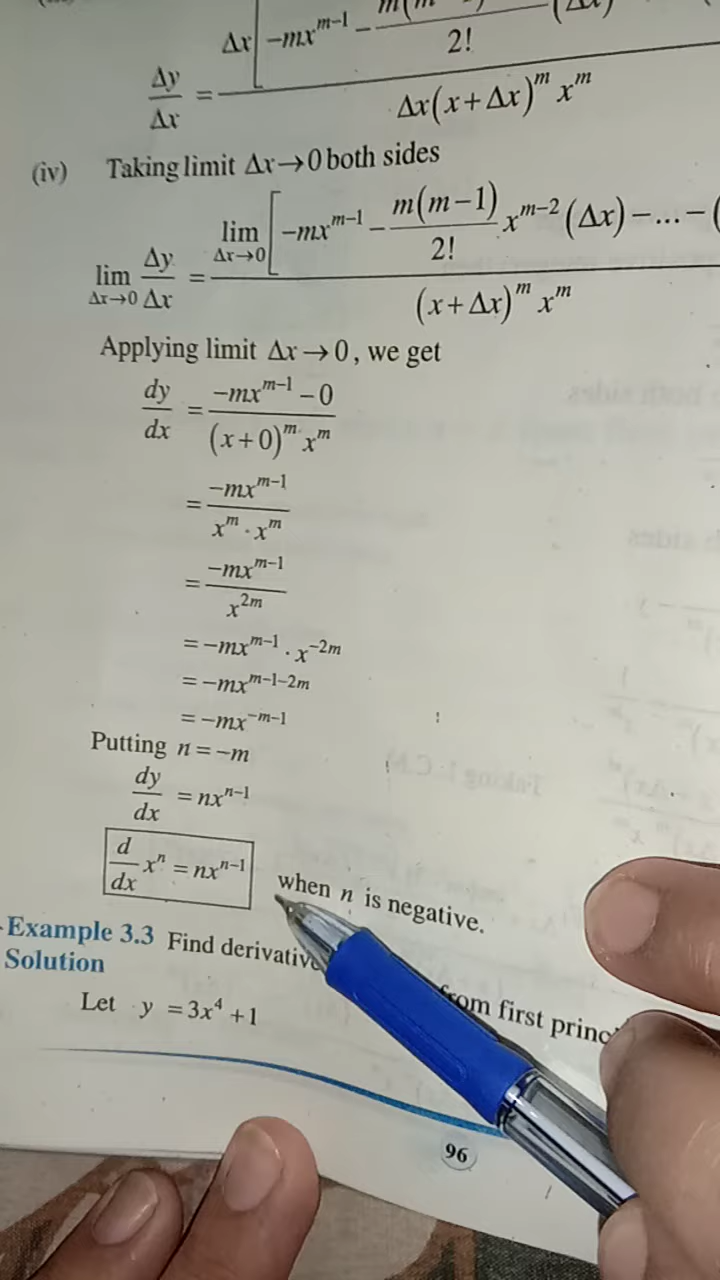 Δy/Δx = Δx[-mx^{m-1} -
2!
Δx(x+Δx)^m x^m
(iv) Taking limit Δx→0 both sides
lim Δx→0 Δy/Δx = lim Δx→0 [-mx^{m-1} - m(m-1)/2! x^{m-2}(Δx) - ... - (
(x+Δx)^m x^m
Applying limit Δx→0, we get
dy/dx = (-mx^{m-1} - 0)/((x+0)^m x^m)
= -mx^{m-1}/(x^m · x^m)
= -mx^{m-1}/x^{2m}
= -mx^{m-1} . x^{-2m}
= -mx^{m-1-2m}
= -mx^{-m-1}
Putting n = -m
dy/dx = nx^{n-1}
d/dx x^n = nx^{n-1} when n is negative.
Example 3.3 Find from first
Solution
Let y = 3x^4 + 1
96